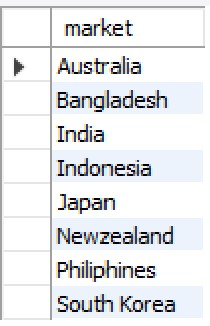 market
Australia
Bangladesh
India
Indonesia
Japan
Newzealand
Philiphines
South Korea